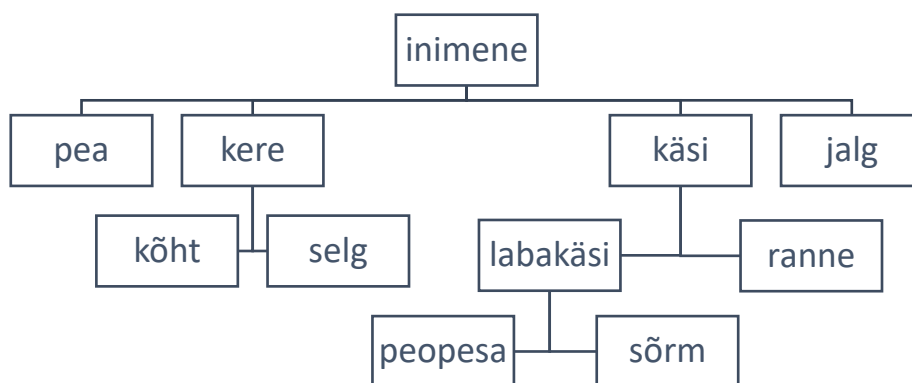 inimene
pea
kere
käsi
jalg
kõht
selg
labakäsi
ranne
peopesa
sõrm